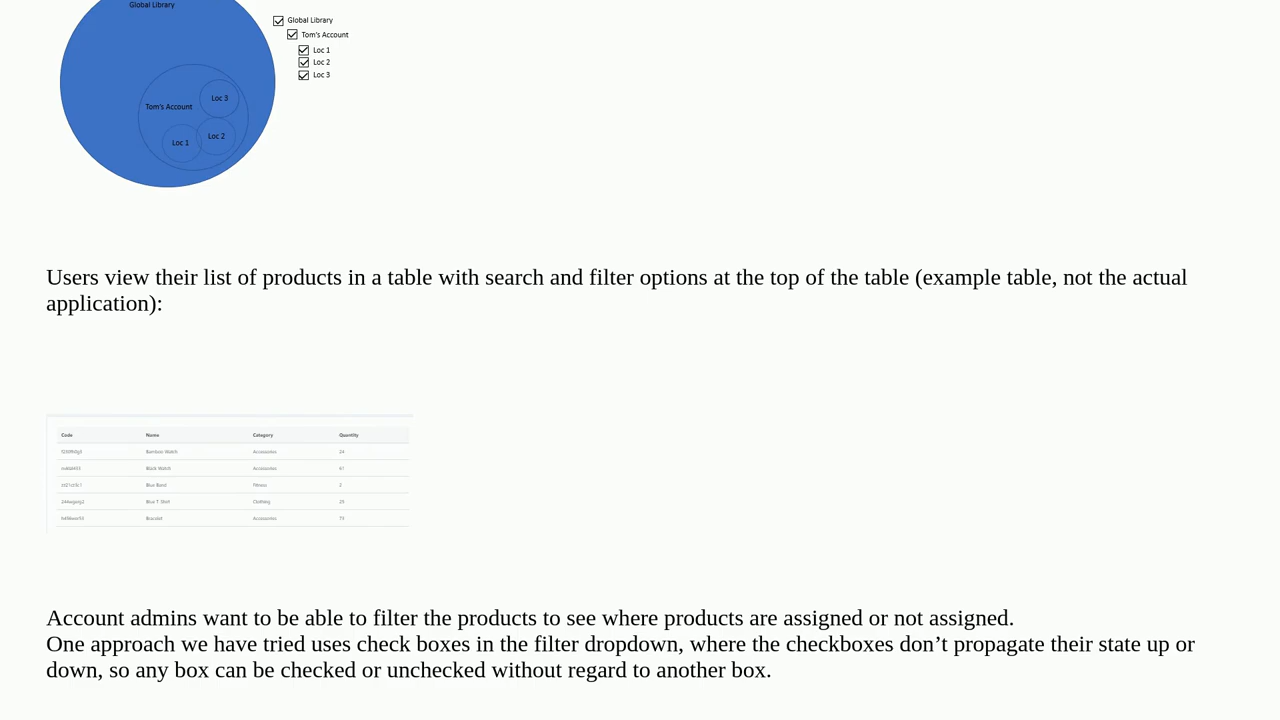 Global Library
Global Library
Tom's Account
Loc 1
Loc 2
Loc 3
Loc 3
Tom's Account
Loc 2
Loc 1
Users view their list of products in a table with search and filter options at the top of the table (example table, not the actual
application):
Code Name Category Quantity
Bamboo Watch Accessories 24
Black Watch Accessories 61
Blue Band Fitness 2
Blue T-Shirt Clothing 25
Bracelet Accessories 73
Account admins want to be able to filter the products to see where products are assigned or not assigned.
One approach we have tried uses check boxes in the filter dropdown, where the checkboxes don’t propagate their state up or
down, so any box can be checked or unchecked without regard to another box.